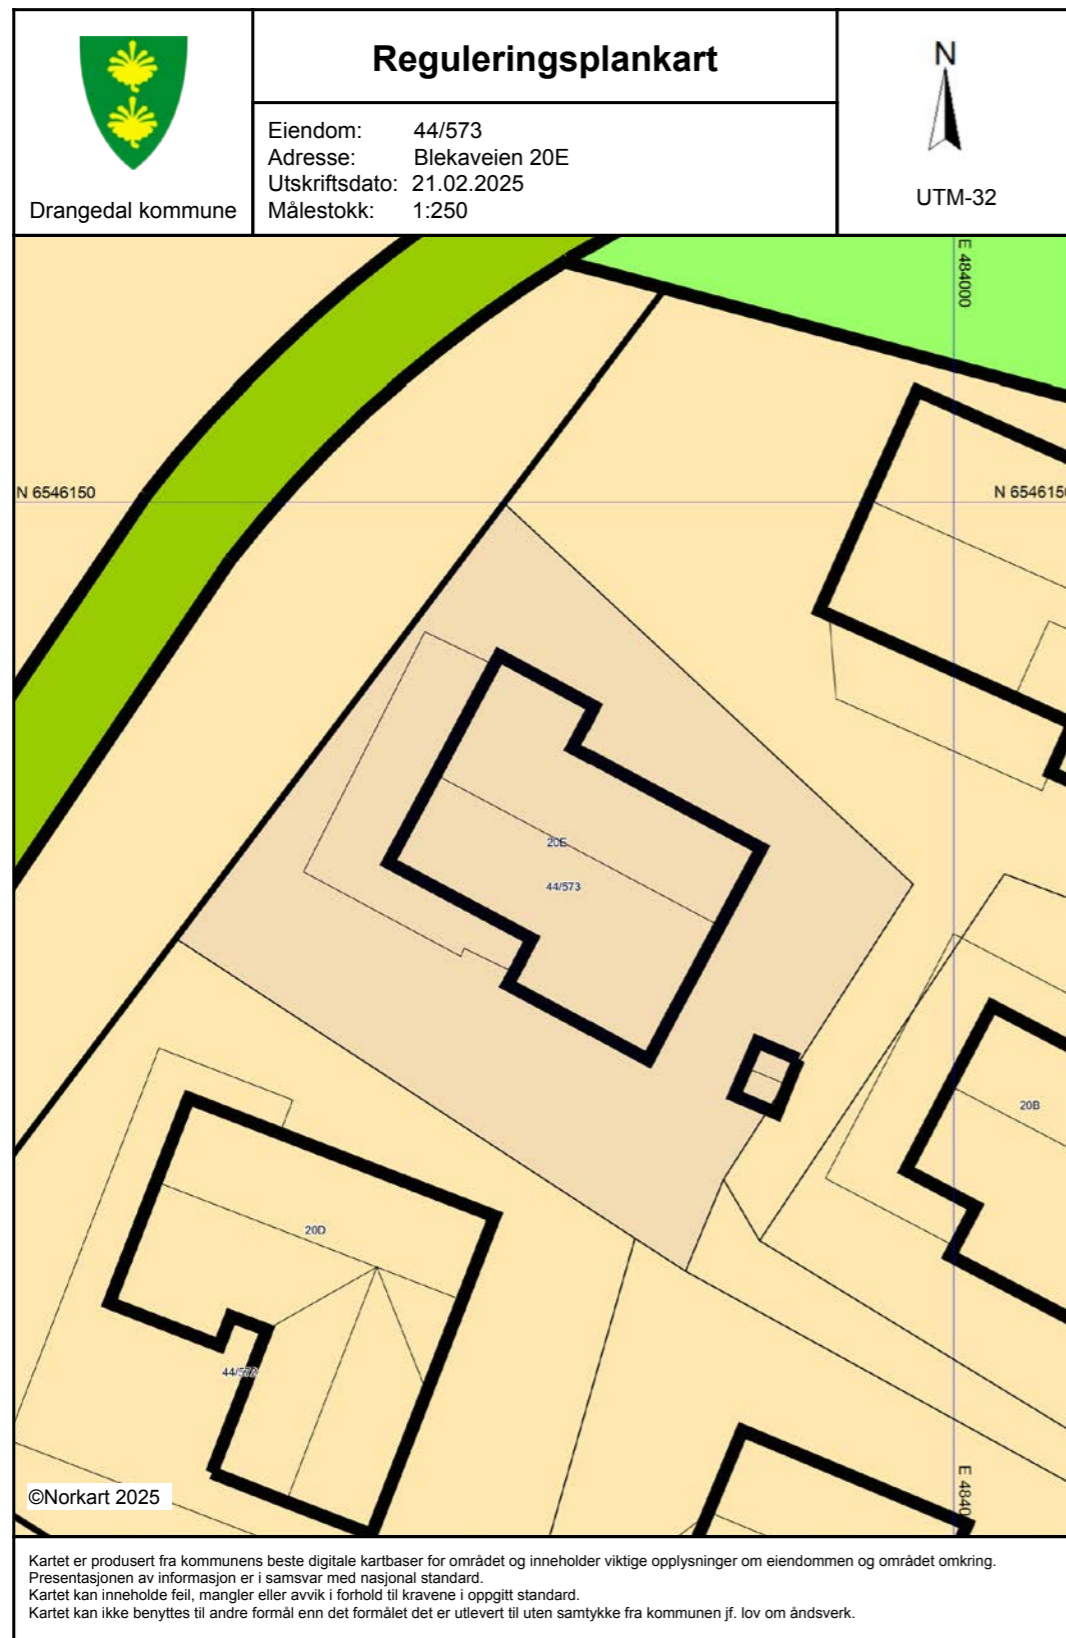 Reguleringsplankart
Eiendom: 44/573
Adresse: Blekaveien 20E
Utskriftsdato: 21.02.2025
Målestokk: 1:250
Drangedal kommune
N
UTM-32
E 484000
N 6546150
N 6546150
20E
44/573
20B
20D
44/572
E 4840
©Norkart 2025
Kartet er produsert fra kommunens beste digitale kartbaser for området og inneholder viktige opplysninger om eiendommen og området omkring.
Presentasjonen av informasjon er i samsvar med nasjonal standard.
Kartet kan inneholde feil, mangler eller avvik i forhold til kravene i oppgitt standard.
Kartet kan ikke benyttes til andre formål enn det formålet det er utlevert til uten samtykke fra kommunen jf. lov om åndsverk.